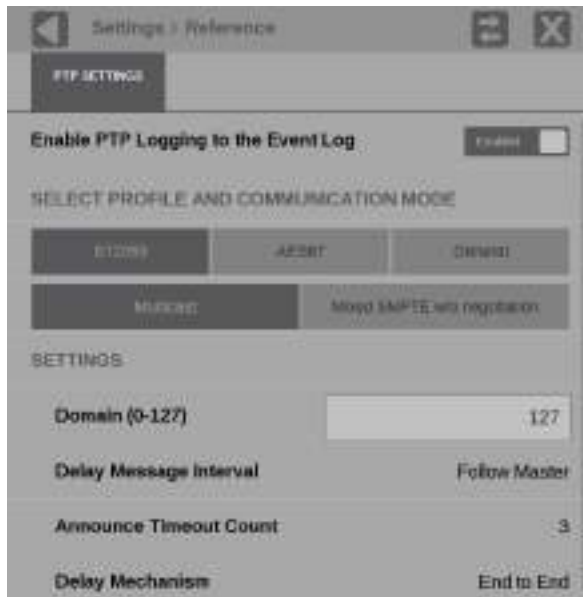 Settings > Reference
PTP SETTINGS
Enable PTP Logging to the Event Log
Enabled
SELECT PROFILE AND COMMUNICATION MODE
ST2059 AES67 General
Multicast Mixed SMPTE w/o negotiation
SETTINGS
Domain (0-127) 127
Delay Message Interval Follow Master
Announce Timeout Count 3
Delay Mechanism End to End